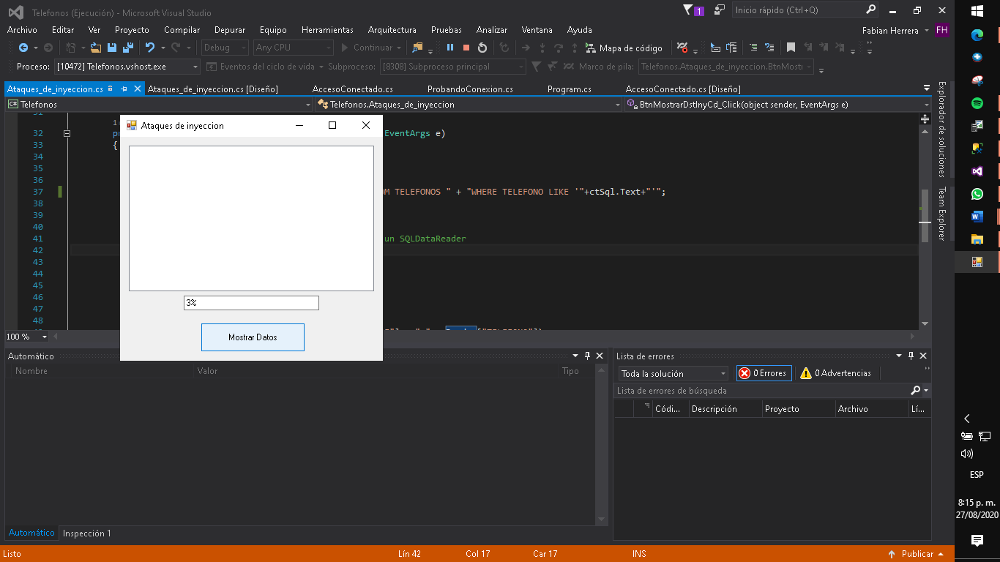 Telefonos (Ejecución) - Microsoft Visual Studio
1
Inicio rápido (Ctrl+Q)
Archivo Editar Ver Proyecto Compilar Depurar Equipo Herramientas Arquitectura Pruebas Analizar Ventana Ayuda
Fabian Herrera FH
Debug Any CPU Continuar Mapa de código
Proceso: [10472] Telefonos.vshost.exe Eventos del ciclo de vida Subproceso: [8308] Subproceso principal Marco de pila: Telefonos.Ataques_de_inyeccion.BtnMostr
Ataques_de_inyeccion.cs Ataques_de_inyeccion.cs [Diseño] AccesoConectado.cs ProbandoConexion.cs Program.cs AccesoConectado.cs [Diseño]
C# Telefonos Telefonos.Ataques_de_inyeccion BtnMostrarDstInyCd_Click(object sender, EventArgs e)
31
32 EventArgs e)
33 {
34
35
36
37 OM TELEFONOS " + "WHERE TELEFONO LIKE '"+ctSql.Text+"'";
38
39
40
41 un SQLDataReader
42
43
44
45
46
47
48
Ataques de inyeccion
3%
Mostrar Datos
100 %
Explorador de soluciones
Team Explorer
Automático
Nombre Valor Tipo
Automático Inspección 1
Lista de errores
Toda la solución 0 Errores 0 Advertencias
Lista de errores de búsqueda
Códi... Descripción Proyecto Archivo Lí...
Listo Lín 42 Col 17 Car 17 INS Publicar
ESP
8:15 p. m.
27/08/2020